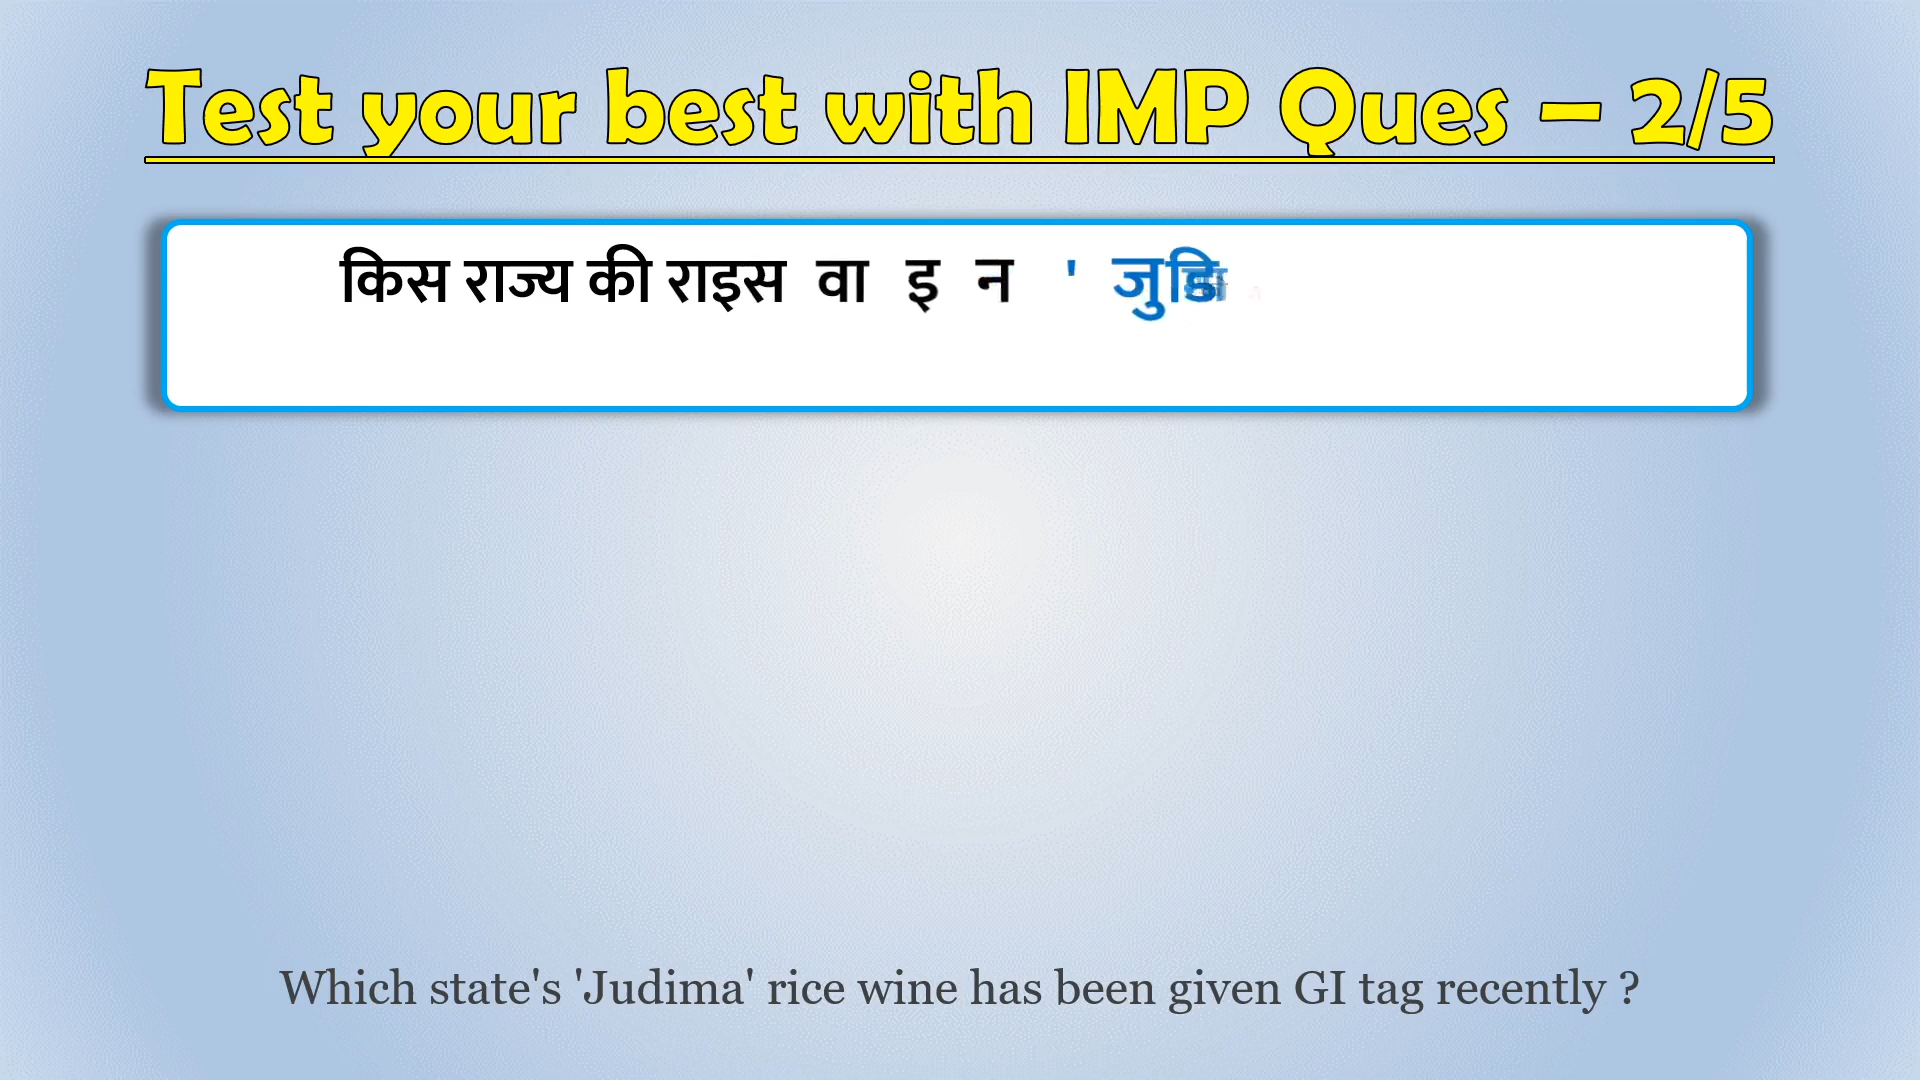 Test your best with IMP Ques – 2/5
किस राज्य की राइस वाइन '
Which state's 'Judima' rice wine has been given GI tag recently ?